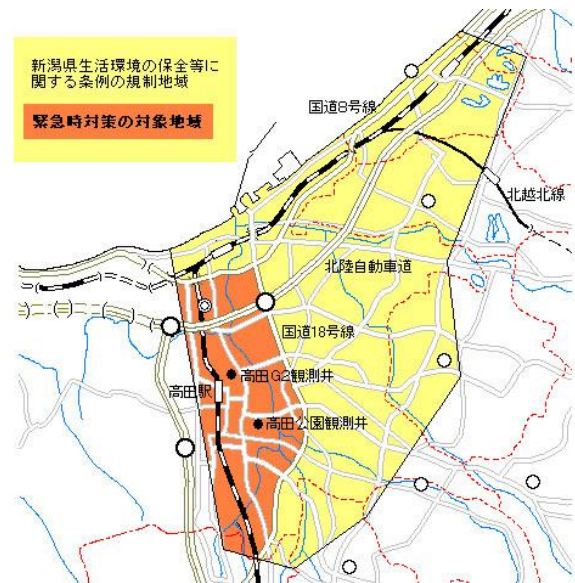 新潟県生活環境の保全等に
関する条例の規制地域
緊急時対策の対象地域
国道8号線
北越北線
北陸自動車道
国道18号線
高田G2観測井
高田駅
高田公園観測井